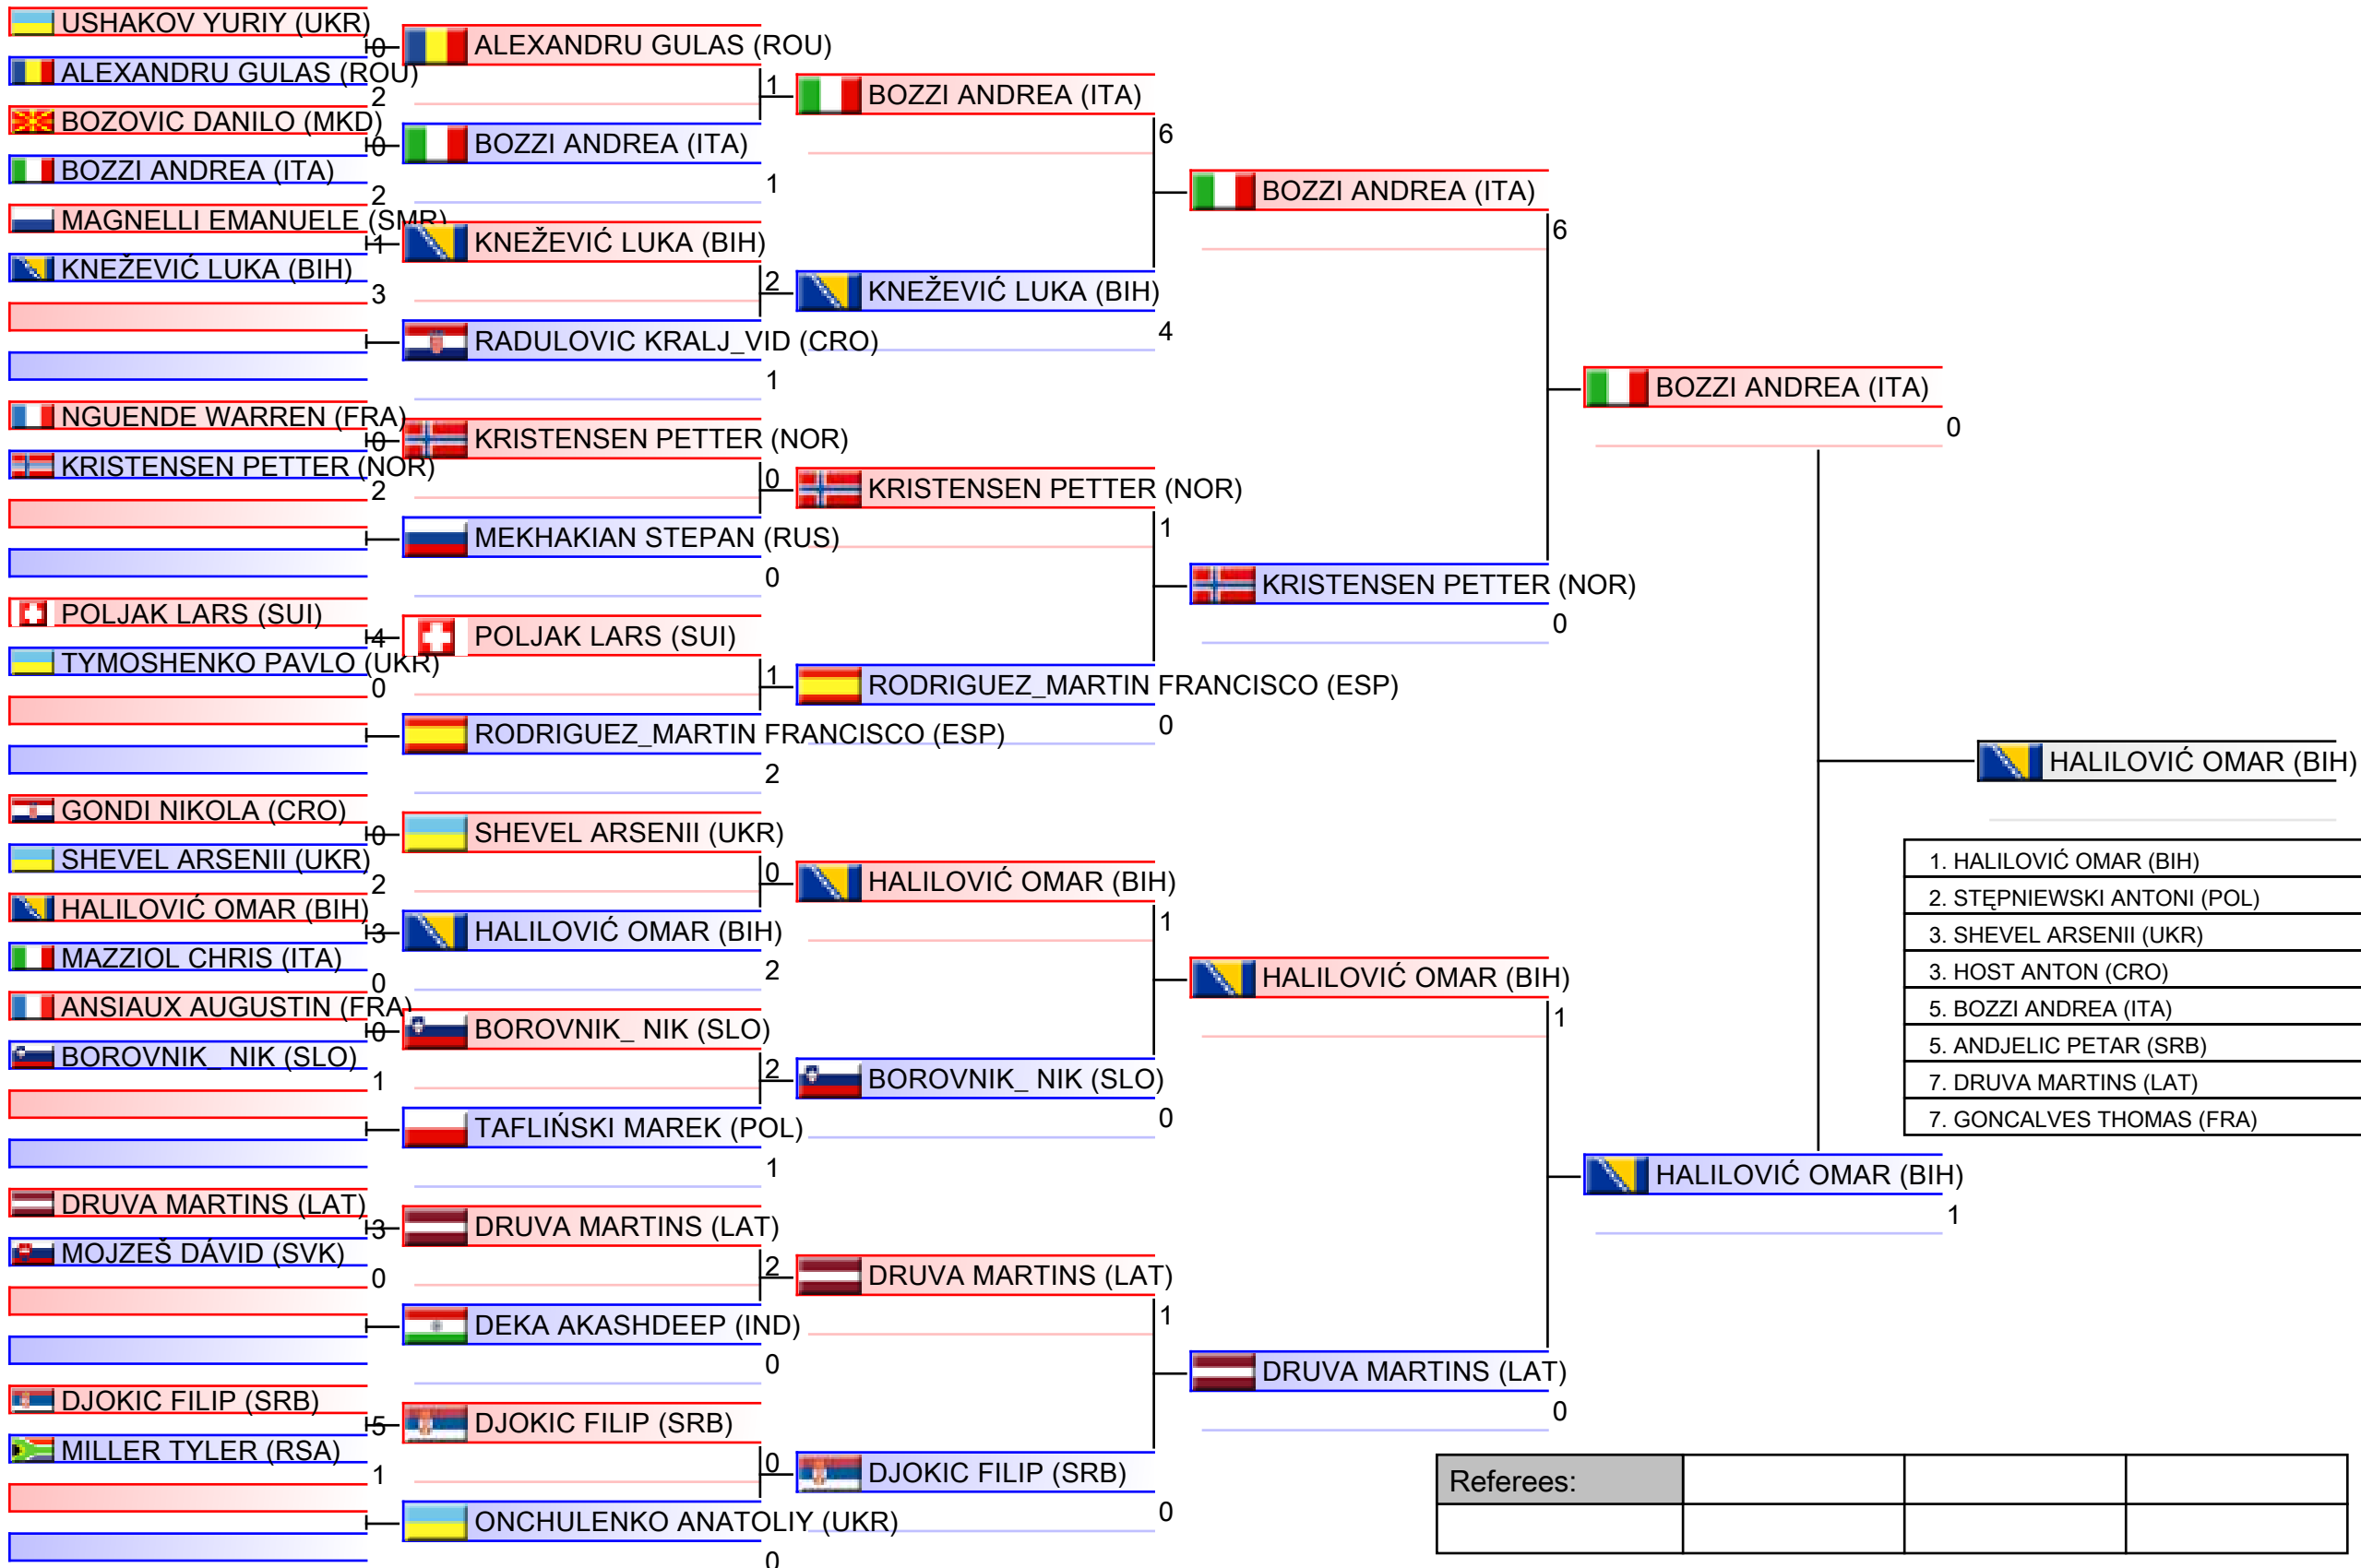 USHAKOV YURIY (UKR)
0
ALEXANDRU GULAS (ROU)
2
BOZOVIC DANILO (MKD)
0
BOZZI ANDREA (ITA)
2
MAGNELLI EMANUELE (SMR)
1
KNEŽEVIĆ LUKA (BIH)
3
NGUENDE WARREN (FRA)
0
KRISTENSEN PETTER (NOR)
2
POLJAK LARS (SUI)
4
TYMOSHENKO PAVLO (UKR)
0
GONDI NIKOLA (CRO)
0
SHEVEL ARSENII (UKR)
2
HALILOVIĆ OMAR (BIH)
3
MAZZIOL CHRIS (ITA)
0
ANSIAUX AUGUSTIN (FRA)
0
BOROVNIK_ NIK (SLO)
1
DRUVA MARTINS (LAT)
3
MOJZEŠ DÁVID (SVK)
0
DJOKIC FILIP (SRB)
5
MILLER TYLER (RSA)
1
ALEXANDRU GULAS (ROU)
1
BOZZI ANDREA (ITA)
1
KNEŽEVIĆ LUKA (BIH)
2
RADULOVIC KRALJ_VID (CRO)
1
KRISTENSEN PETTER (NOR)
0
MEKHAKIAN STEPAN (RUS)
0
POLJAK LARS (SUI)
1
RODRIGUEZ_MARTIN FRANCISCO (ESP)
2
SHEVEL ARSENII (UKR)
0
HALILOVIĆ OMAR (BIH)
2
BOROVNIK_ NIK (SLO)
2
TAFLIŃSKI MAREK (POL)
1
DRUVA MARTINS (LAT)
2
DEKA AKASHDEEP (IND)
0
DJOKIC FILIP (SRB)
0
ONCHULENKO ANATOLIY (UKR)
0
BOZZI ANDREA (ITA)
6
KNEŽEVIĆ LUKA (BIH)
4
KRISTENSEN PETTER (NOR)
1
RODRIGUEZ_MARTIN FRANCISCO (ESP)
0
HALILOVIĆ OMAR (BIH)
1
BOROVNIK_ NIK (SLO)
0
DRUVA MARTINS (LAT)
1
DJOKIC FILIP (SRB)
0
BOZZI ANDREA (ITA)
6
KRISTENSEN PETTER (NOR)
0
HALILOVIĆ OMAR (BIH)
1
DRUVA MARTINS (LAT)
0
BOZZI ANDREA (ITA)
0
HALILOVIĆ OMAR (BIH)
1
HALILOVIĆ OMAR (BIH)
1. HALILOVIĆ OMAR (BIH)
2. STĘPNIEWSKI ANTONI (POL)
3. SHEVEL ARSENII (UKR)
3. HOST ANTON (CRO)
5. BOZZI ANDREA (ITA)
5. ANDJELIC PETAR (SRB)
7. DRUVA MARTINS (LAT)
7. GONCALVES THOMAS (FRA)
Referees: